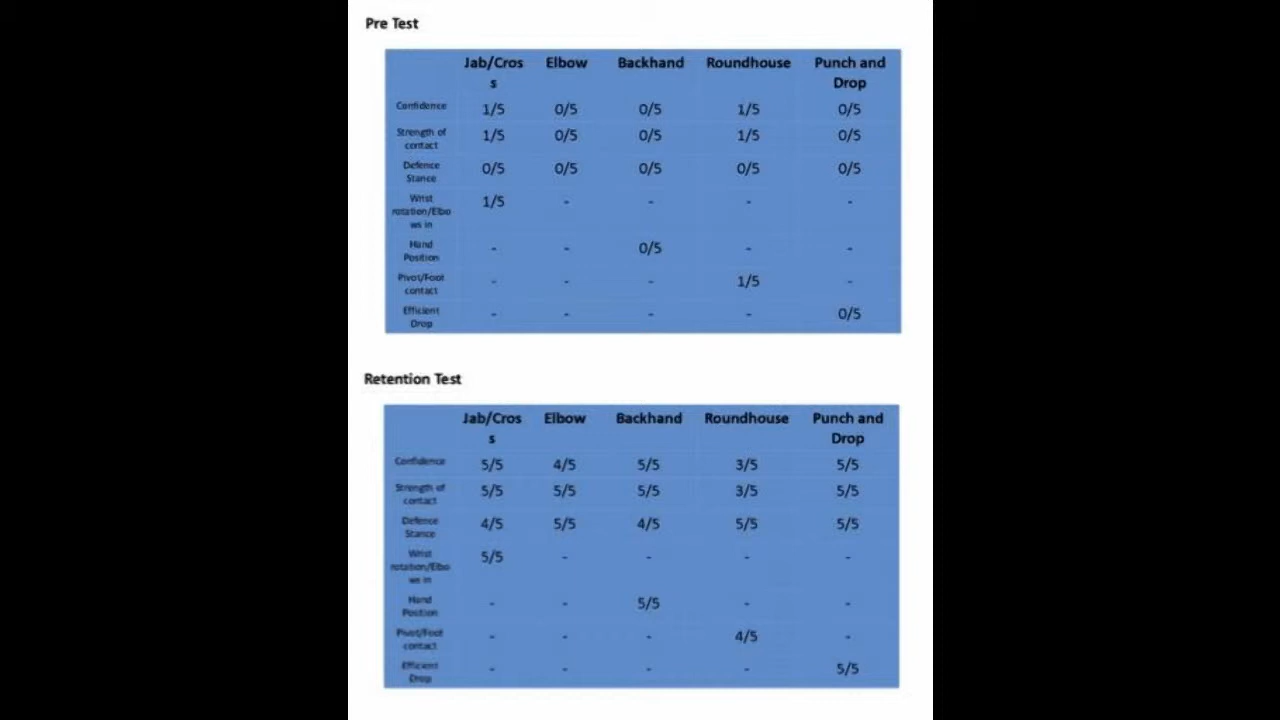 Pre Test
Jab/Cros Elbow Backhand Roundhouse Punch and
s Drop
Confidence 1/5 0/5 0/5 1/5 0/5
Strength of
contact 1/5 0/5 0/5 1/5 0/5
Defence
Stance 0/5 0/5 0/5 0/5 0/5
Wrist
rotation/Elbo 1/5 - - - -
ws in
Hand
Position - - 0/5 - -
Pivot/Foot
contact - - - 1/5 -
Efficient
Drop - - - - 0/5
Retention Test
Jab/Cros Elbow Backhand Roundhouse Punch and
s Drop
Confidence 5/5 4/5 5/5 3/5 5/5
Strength of
contact 5/5 5/5 5/5 3/5 5/5
Defence
Stance 4/5 5/5 4/5 5/5 5/5
Wrist
rotation/Elbo 5/5 - - - -
ws in
Hand
Position - - 5/5 - -
Pivot/Foot
contact - - - 4/5 -
Efficient
Drop - - - - 5/5